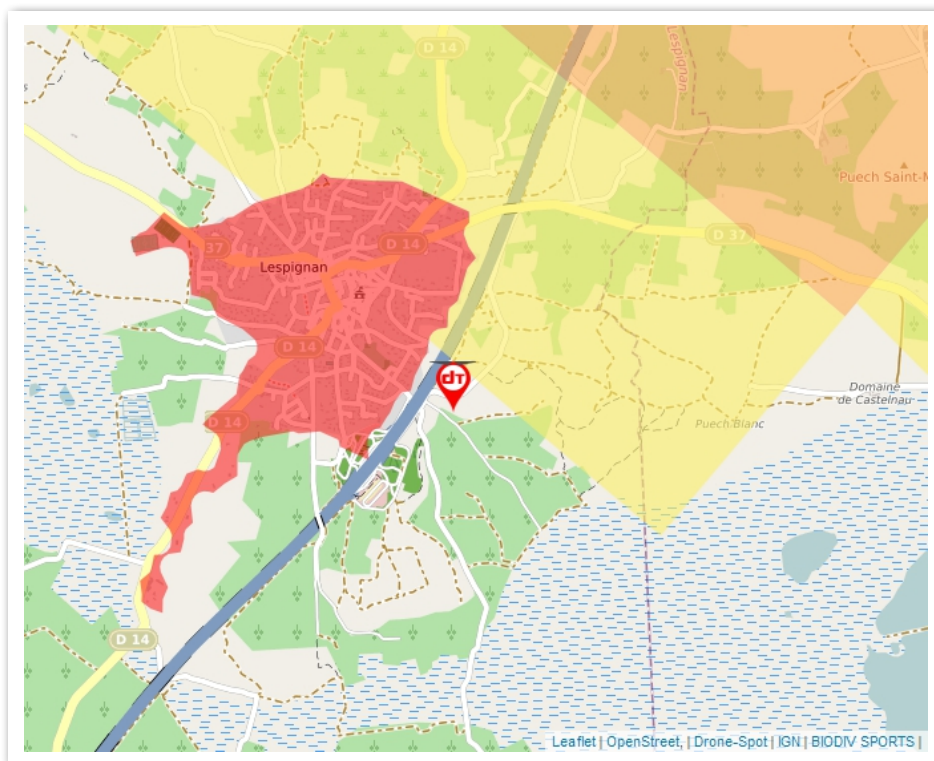 D 14
Lespignan
Puech Saint-M
37
D 14
D 37
Lespignan
D 14
dT
Domaine
de Castelnau
D 14
Puech Blanc
D 14
Leaflet | OpenStreet, | Drone-Spot | IGN | BIODIV SPORTS |